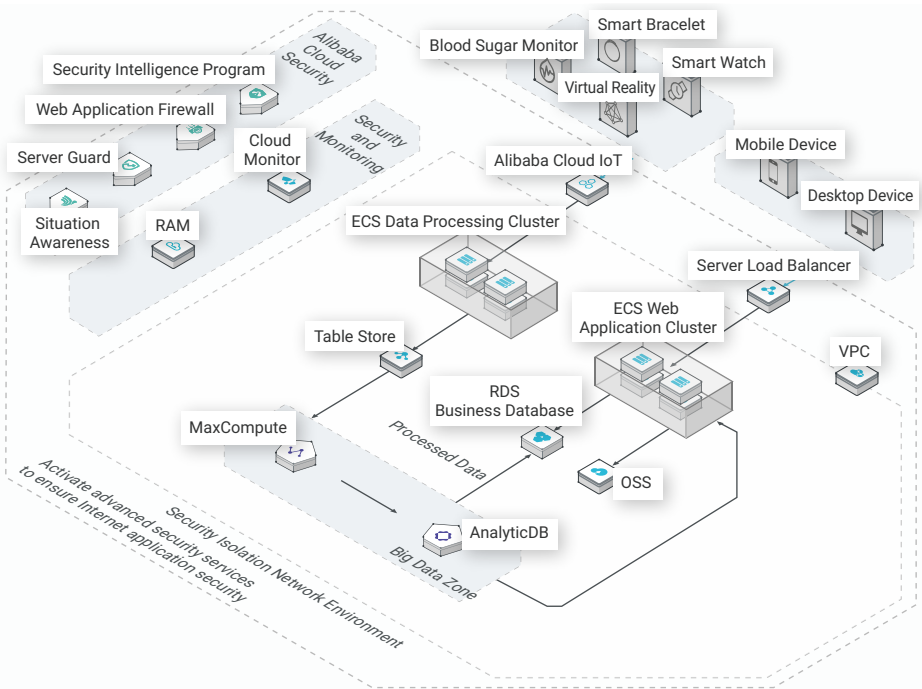 Smart Bracelet
Blood Sugar Monitor
Smart Watch
Virtual Reality
Alibaba
Cloud
Security
Security Intelligence Program
Web Application Firewall
Server Guard
Situation
Awareness
Security
and
Monitoring
Cloud
Monitor
RAM
Alibaba Cloud IoT
Mobile Device
Desktop Device
ECS Data Processing Cluster
Server Load Balancer
ECS Web
Application Cluster
Table Store
VPC
RDS
Business Database
MaxCompute
Processed
Data
OSS
AnalyticDB
Big Data Zone
Security Isolation Network Environment
Activate advanced security services
to ensure Internet application security